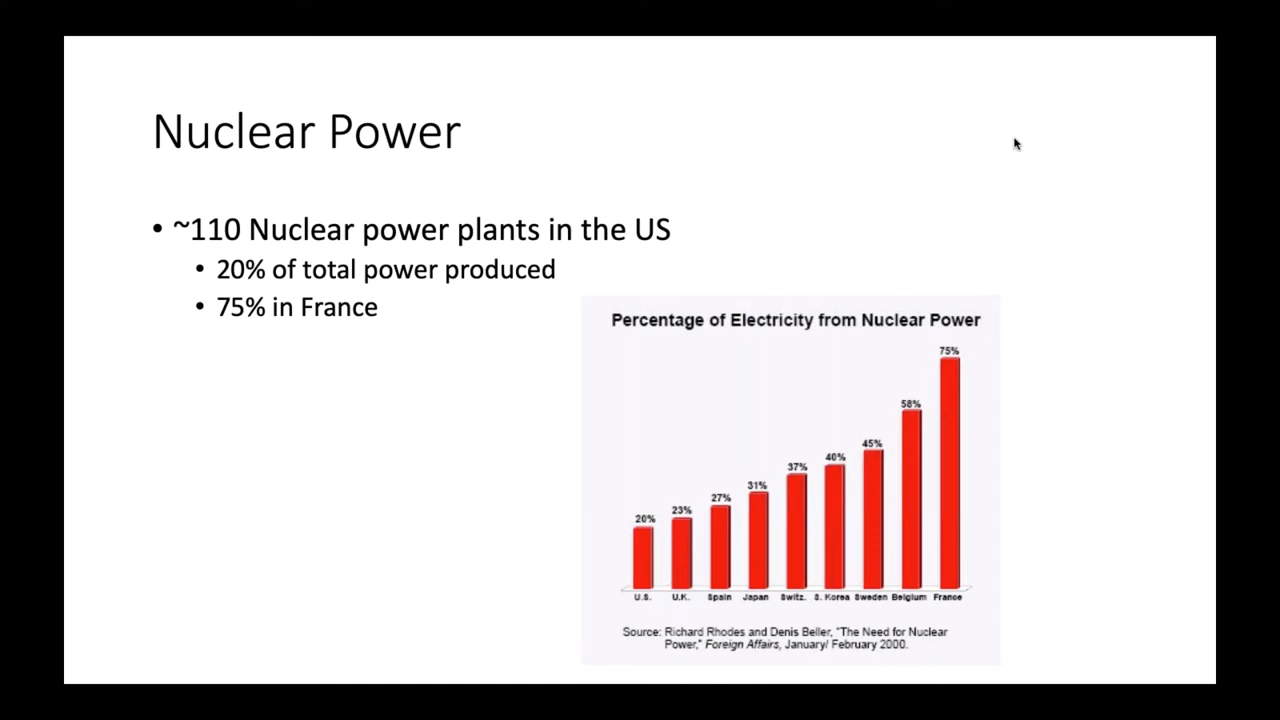 Nuclear Power
• ~110 Nuclear power plants in the US
• 20% of total power produced
• 75% in France
Percentage of Electricity from Nuclear Power
75%
58%
45%
40%
37%
31%
27%
23%
20%
U.S. U.K. Spain Japan Switz. S. Korea Sweden Belgium France
Source: Richard Rhodes and Denis Beller, "The Need for Nuclear
Power," Foreign Affairs, January/ February 2000.